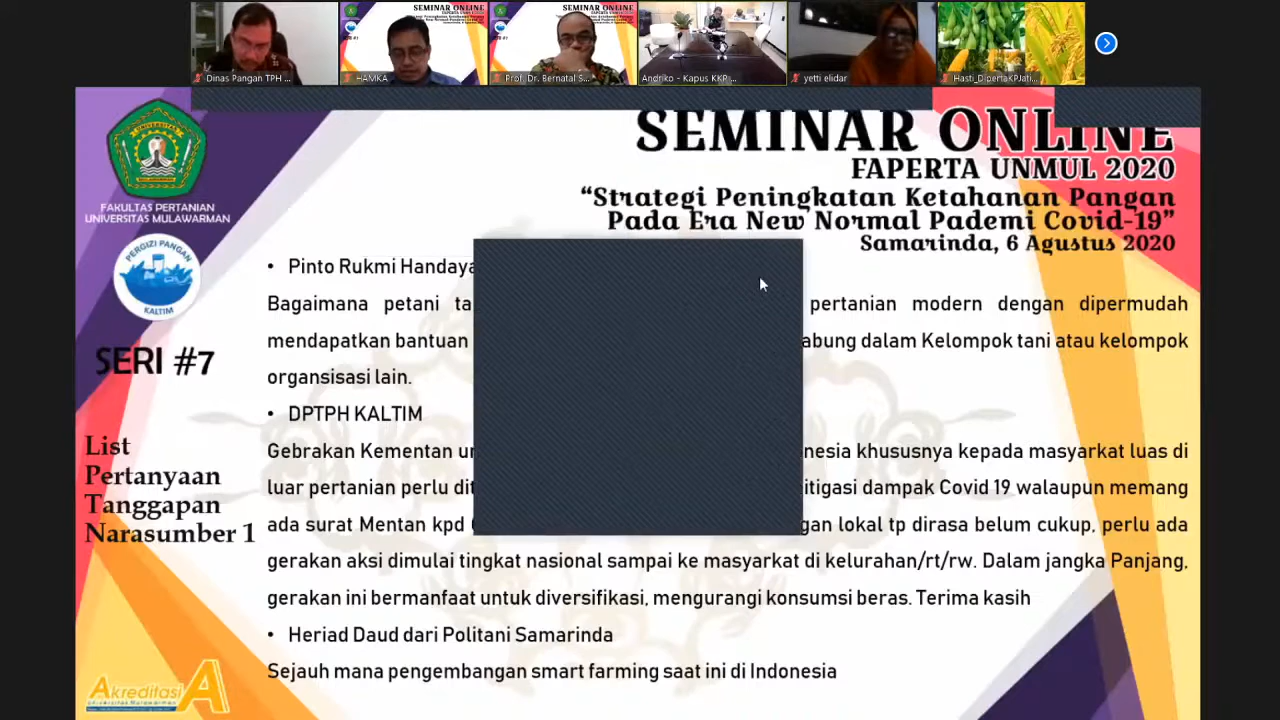 Dinas Pangan TPH ...
HAMKA
Prof. Dr. Bernatal S...
Andriko - Kapus KKP ...
yetti elidar
Hasti_DipertaKPJati...
SEMINAR ONLINE
FAPERTA UNMUL 2020
“Strategi Peningkatan Ketahanan Pangan
Pada Era New Normal Pademi Covid-19”
Samarinda, 6 Agustus 2020
FAKULTAS PERTANIAN
UNIVERSITAS MULAWARMAN
PERGIZI PANGAN
KALTIM
SERI #7
List
Pertanyaan
Tanggapan
Narasumber 1
• Pinto Rukmi Handaya
Bagaimana petani ta pertanian modern dengan dipermudah
mendapatkan bantuan abung dalam Kelompok tani atau kelompok
organsisasi lain.
• DPTPH KALTIM
Gebrakan Kementan un nesia khususnya kepada masyarkat luas di
luar pertanian perlu dit itigasi dampak Covid 19 walaupun memang
ada surat Mentan kpd gan lokal tp dirasa belum cukup, perlu ada
gerakan aksi dimulai tingkat nasional sampai ke masyarkat di kelurahan/rt/rw. Dalam jangka Panjang,
gerakan ini bermanfaat untuk diversifikasi, mengurangi konsumsi beras. Terima kasih
• Heriad Daud dari Politani Samarinda
Sejauh mana pengembangan smart farming saat ini di Indonesia
Akreditasi A
Universitas Mulawarman